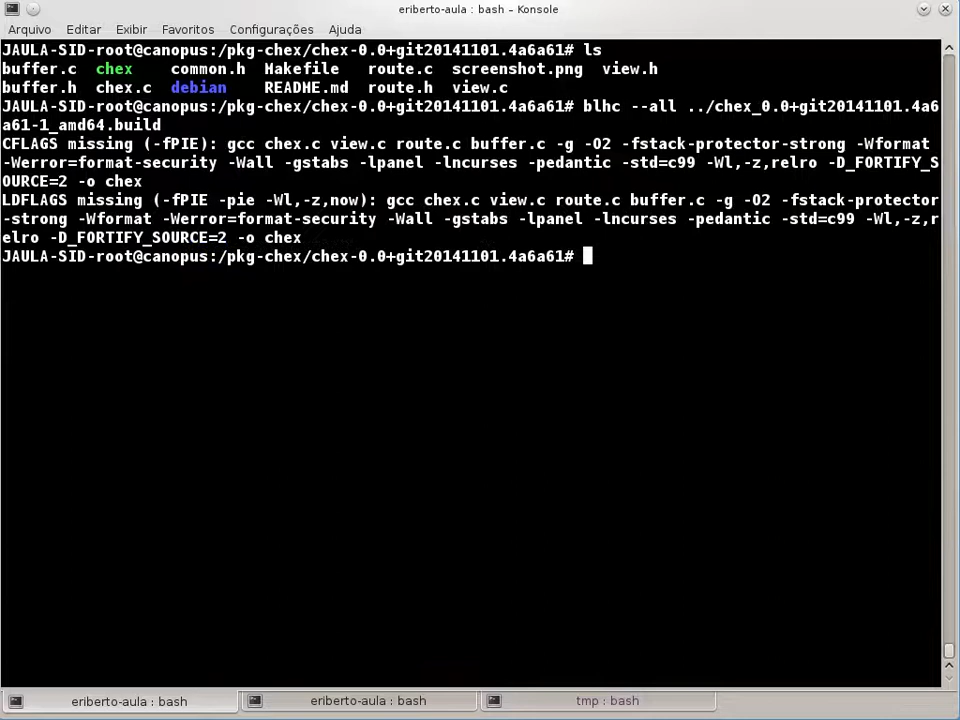 eriberto-aula : bash – Konsole
Arquivo Editar Exibir Favoritos Configurações Ajuda
JAULA-SID-root@canopus:/pkg-chex/chex-0.0+git20141101.4a6a61# ls
buffer.c chex common.h Makefile route.c screenshot.png view.h
buffer.h chex.c debian README.md route.h view.c
JAULA-SID-root@canopus:/pkg-chex/chex-0.0+git20141101.4a6a61# blhc --all ../chex_0.0+git20141101.4a6
a61-1_amd64.build
CFLAGS missing (-fPIE): gcc chex.c view.c route.c buffer.c -g -O2 -fstack-protector-strong -Wformat
-Werror=format-security -Wall -gstabs -lpanel -lncurses -pedantic -std=c99 -Wl,-z,relro -D_FORTIFY_S
OURCE=2 -o chex
LDFLAGS missing (-fPIE -pie -Wl,-z,now): gcc chex.c view.c route.c buffer.c -g -O2 -fstack-protector
-strong -Wformat -Werror=format-security -Wall -gstabs -lpanel -lncurses -pedantic -std=c99 -Wl,-z,r
elro -D_FORTIFY_SOURCE=2 -o chex
JAULA-SID-root@canopus:/pkg-chex/chex-0.0+git20141101.4a6a61#
eriberto-aula : bash eriberto-aula : bash tmp : bash